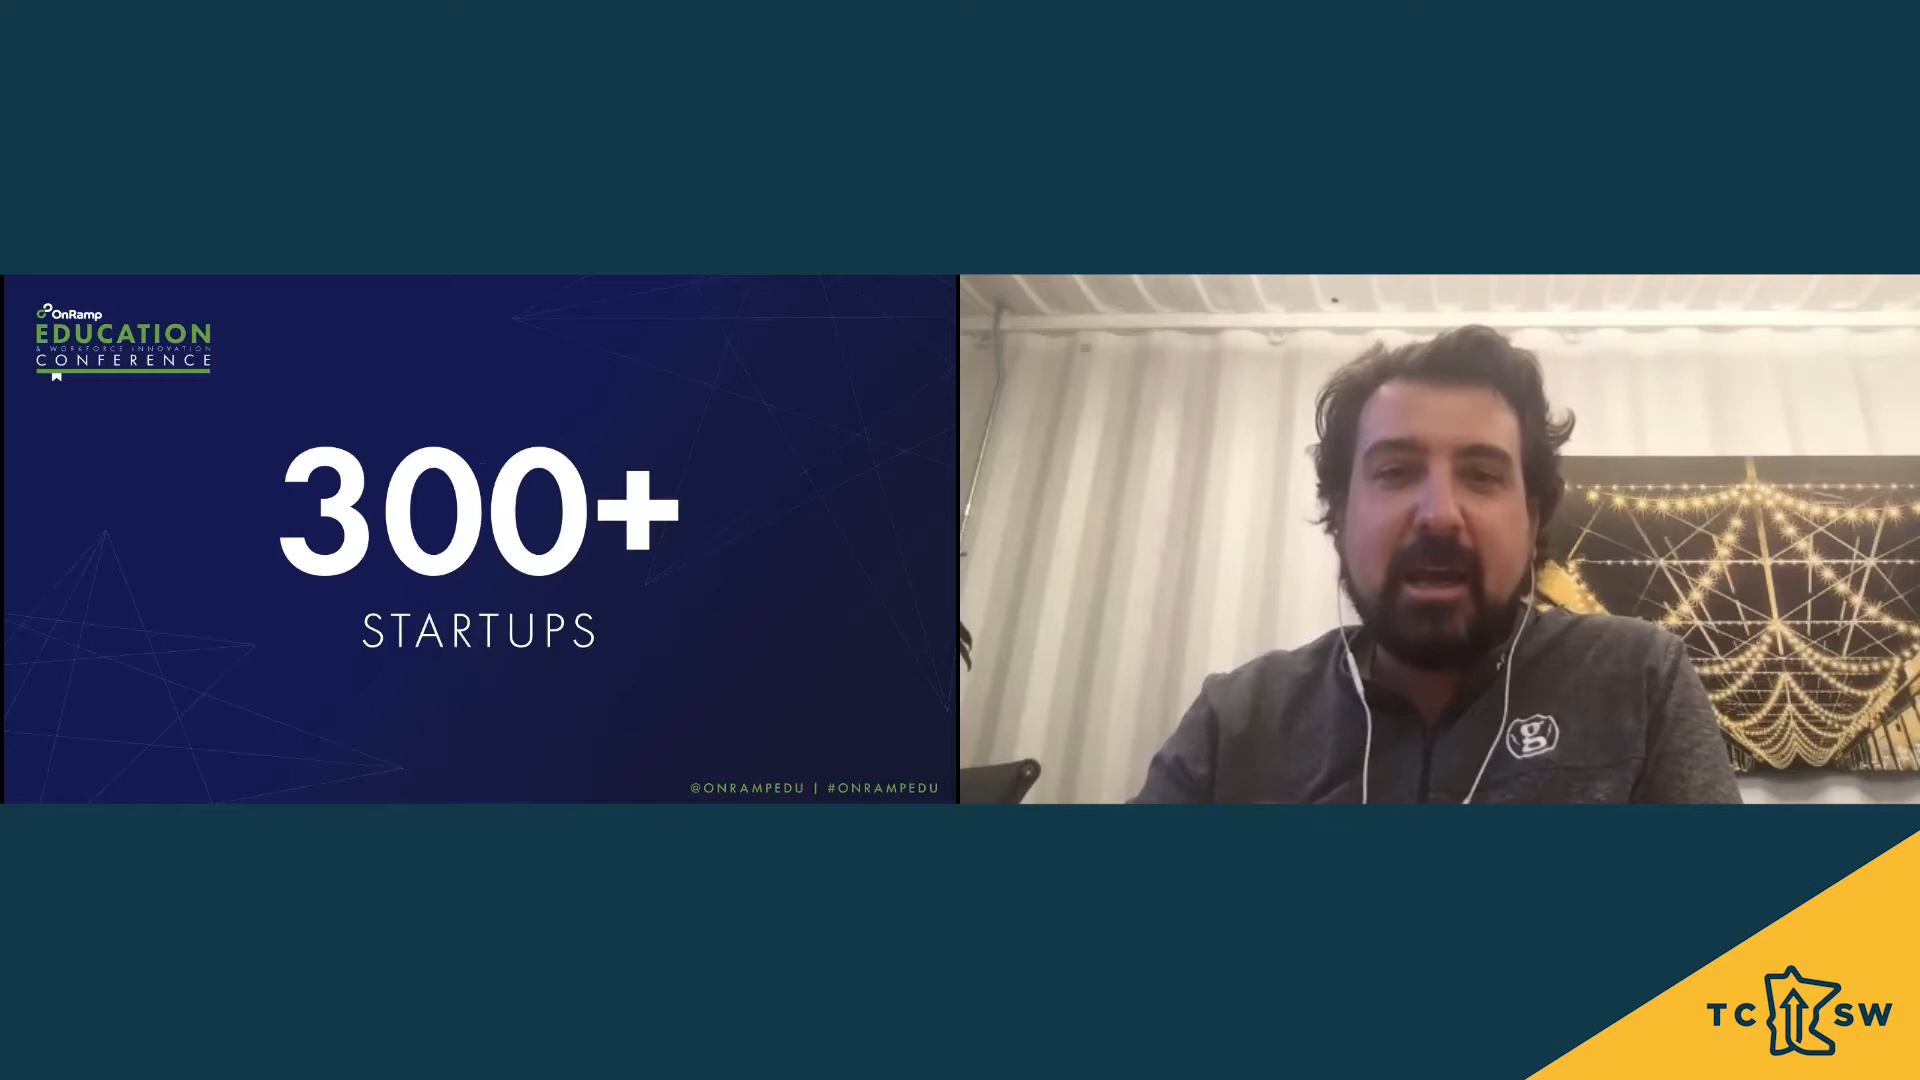 OnRamp
EDUCATION
& WORKFORCE INNOVATION
CONFERENCE
300+
STARTUPS
@ONRAMPEDU | #ONRAMPEDU
g
TC SW